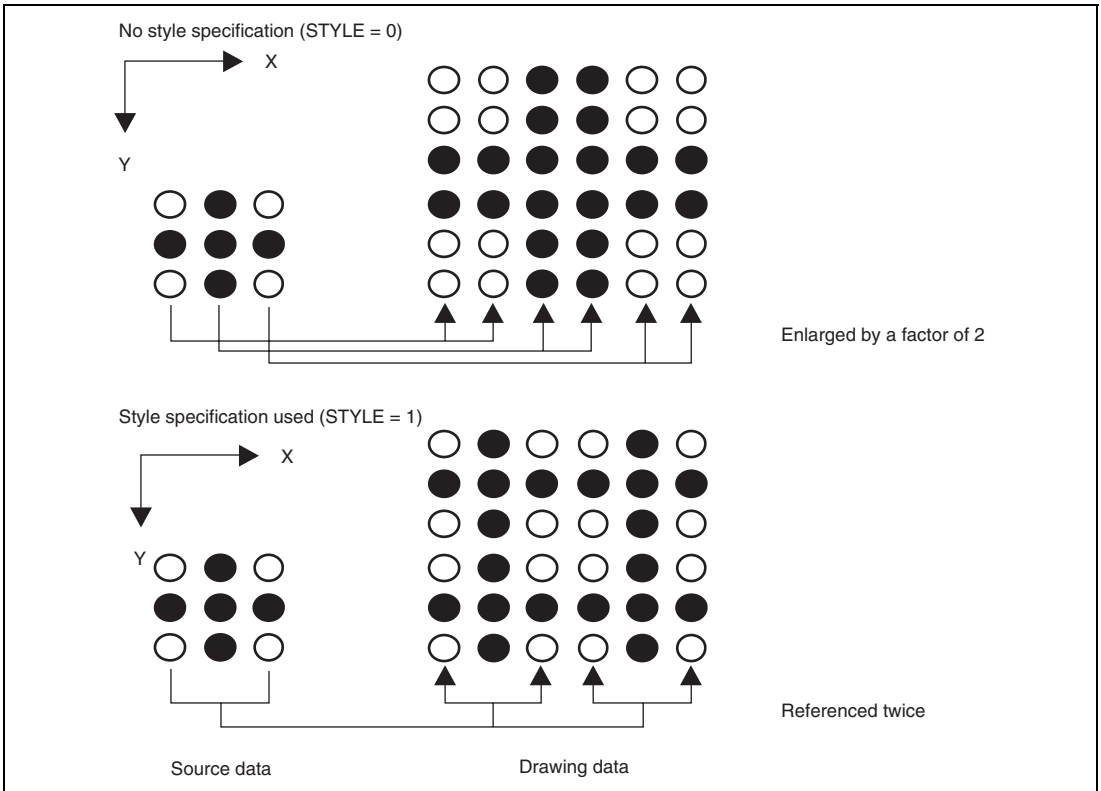 No style specification (STYLE = 0)
X
Y
Enlarged by a factor of 2
Style specification used (STYLE = 1)
X
Y
Referenced twice
Source data
Drawing data